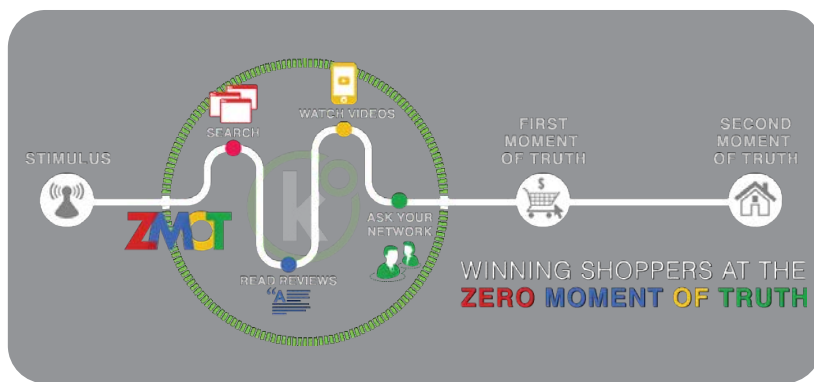 STIMULUS
ZMOT
SEARCH
READ REVIEWS
"A
WATCH VIDEOS
ASK YOUR
NETWORK
k
FIRST
MOMENT
OF TRUTH
$
SECOND
MOMENT
OF TRUTH
WINNING SHOPPERS AT THE
ZERO MOMENT OF TRUTH